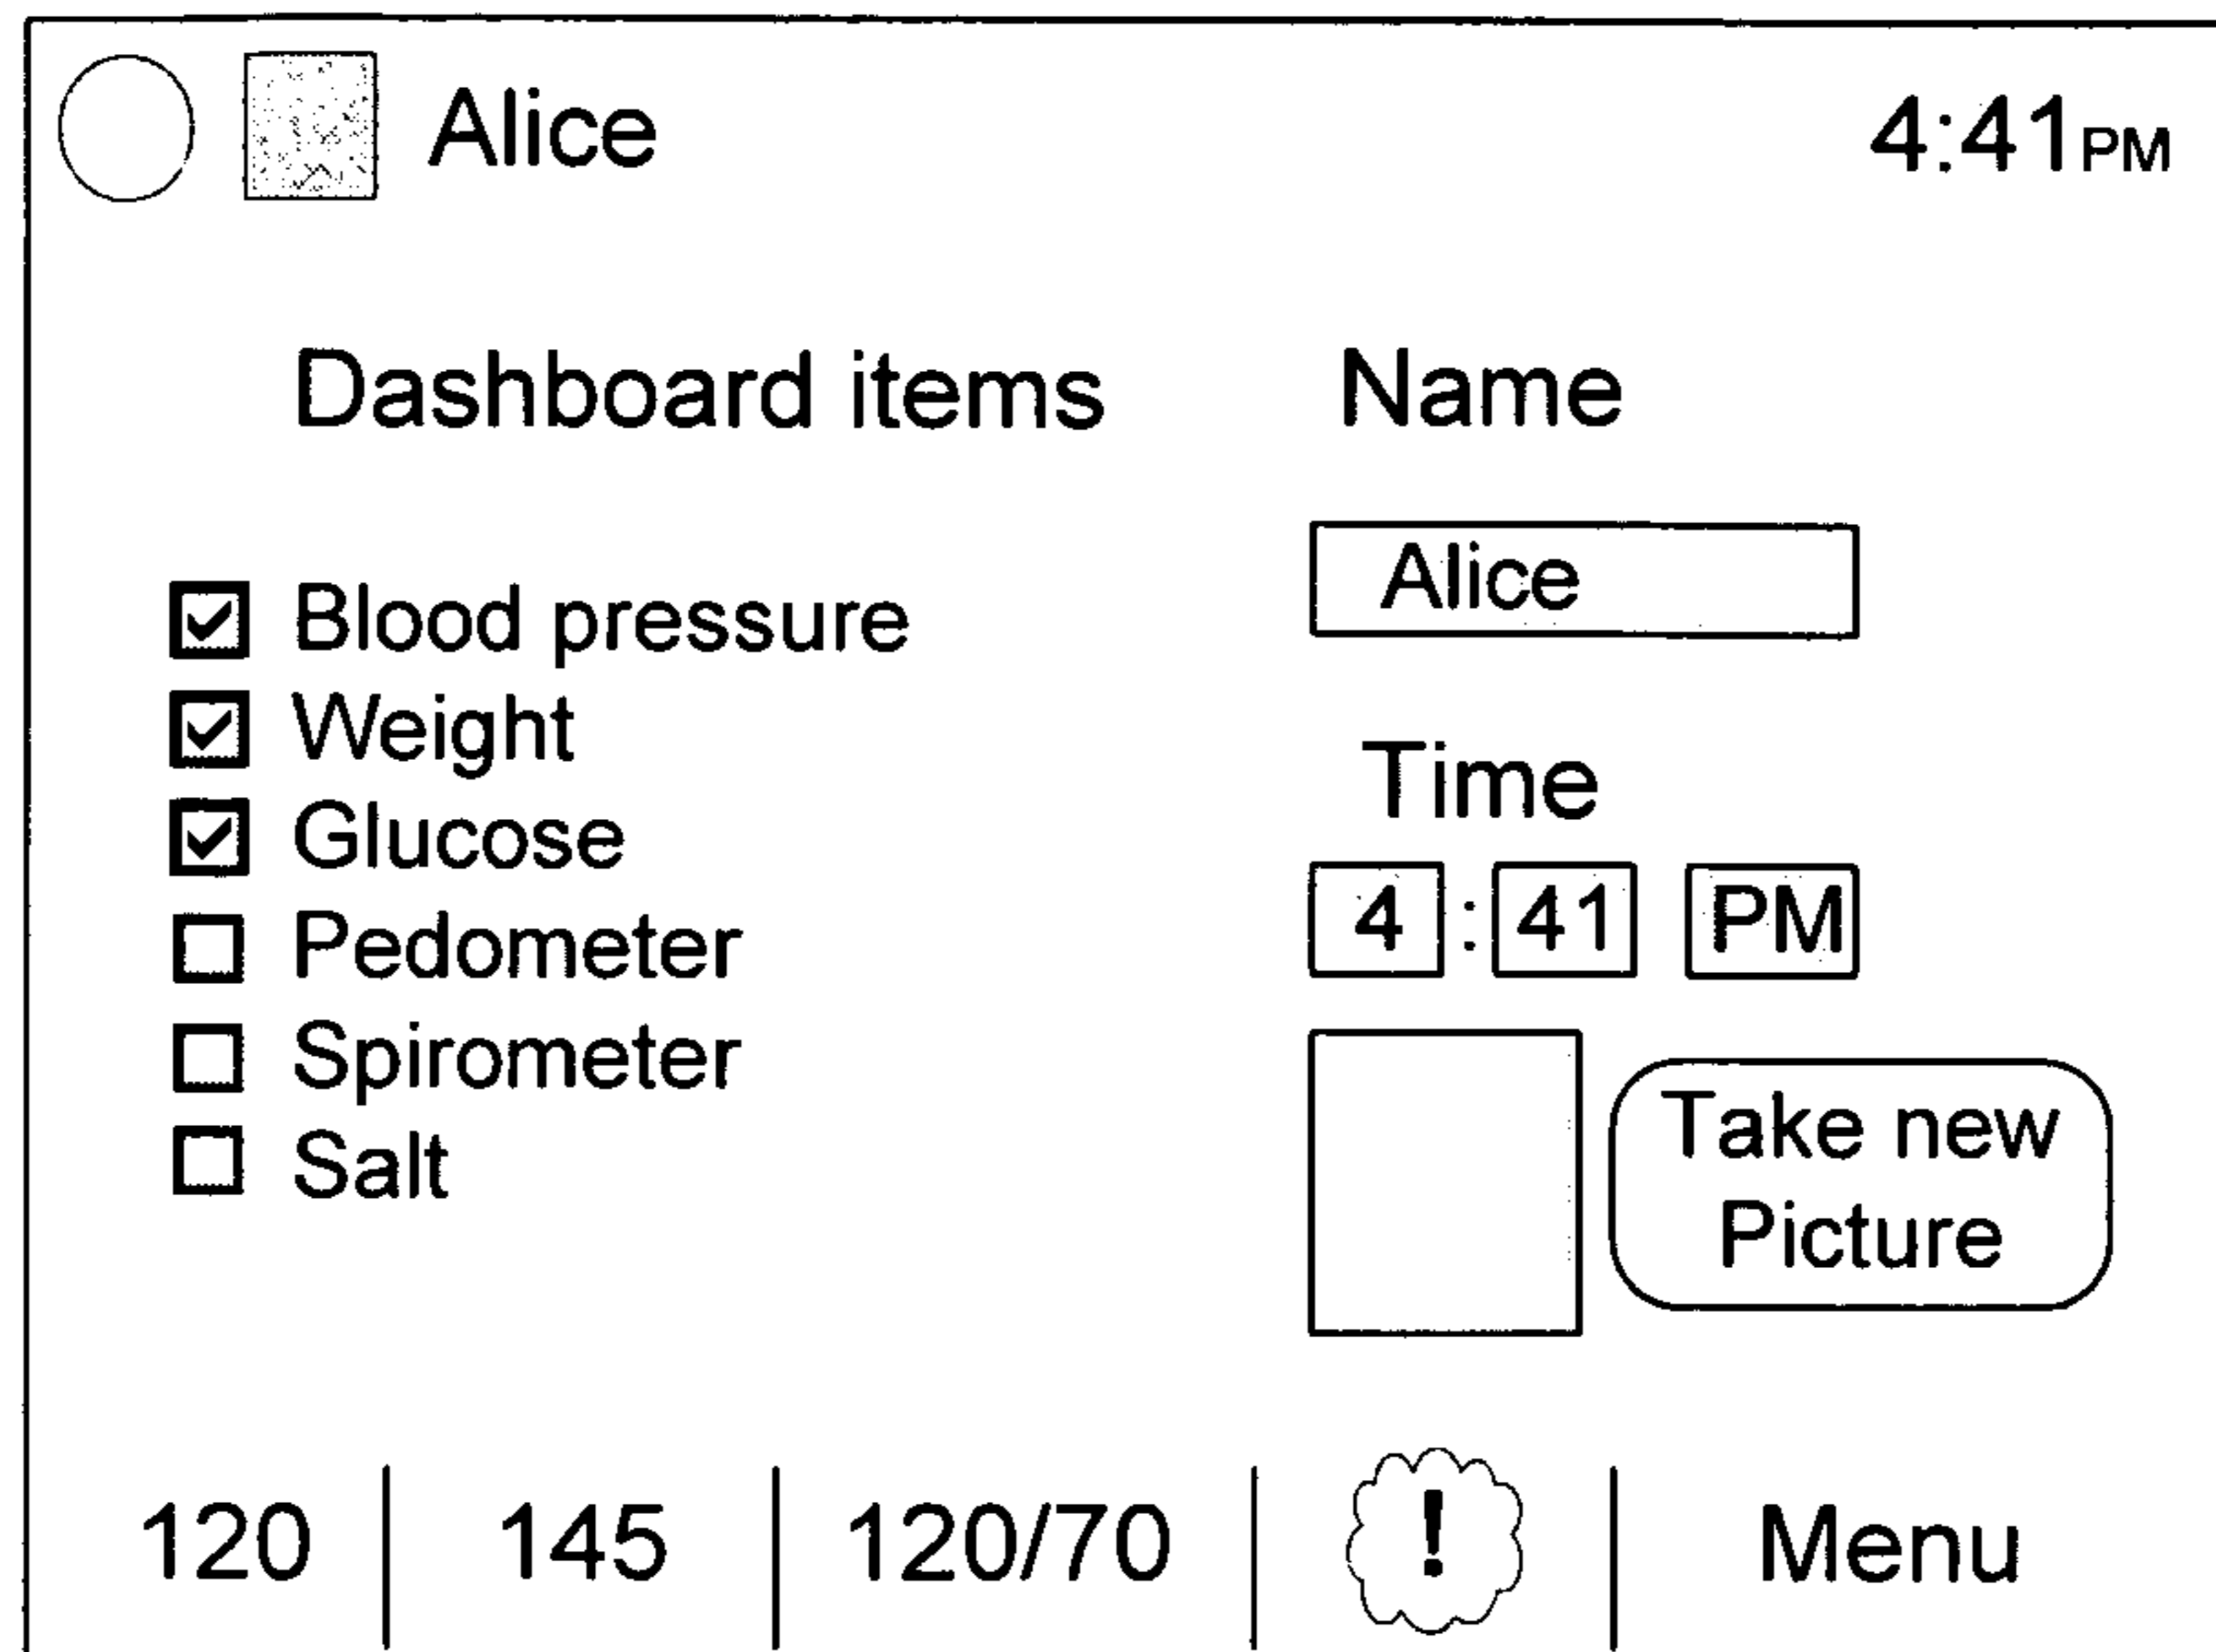 Alice 4:41PM
Dashboard items
Blood pressure
Weight
Glucose
Pedometer
Spirometer
Salt
Name
Alice
Time
4 : 41 PM
Take new
Picture
120 145 120/70 ! Menu